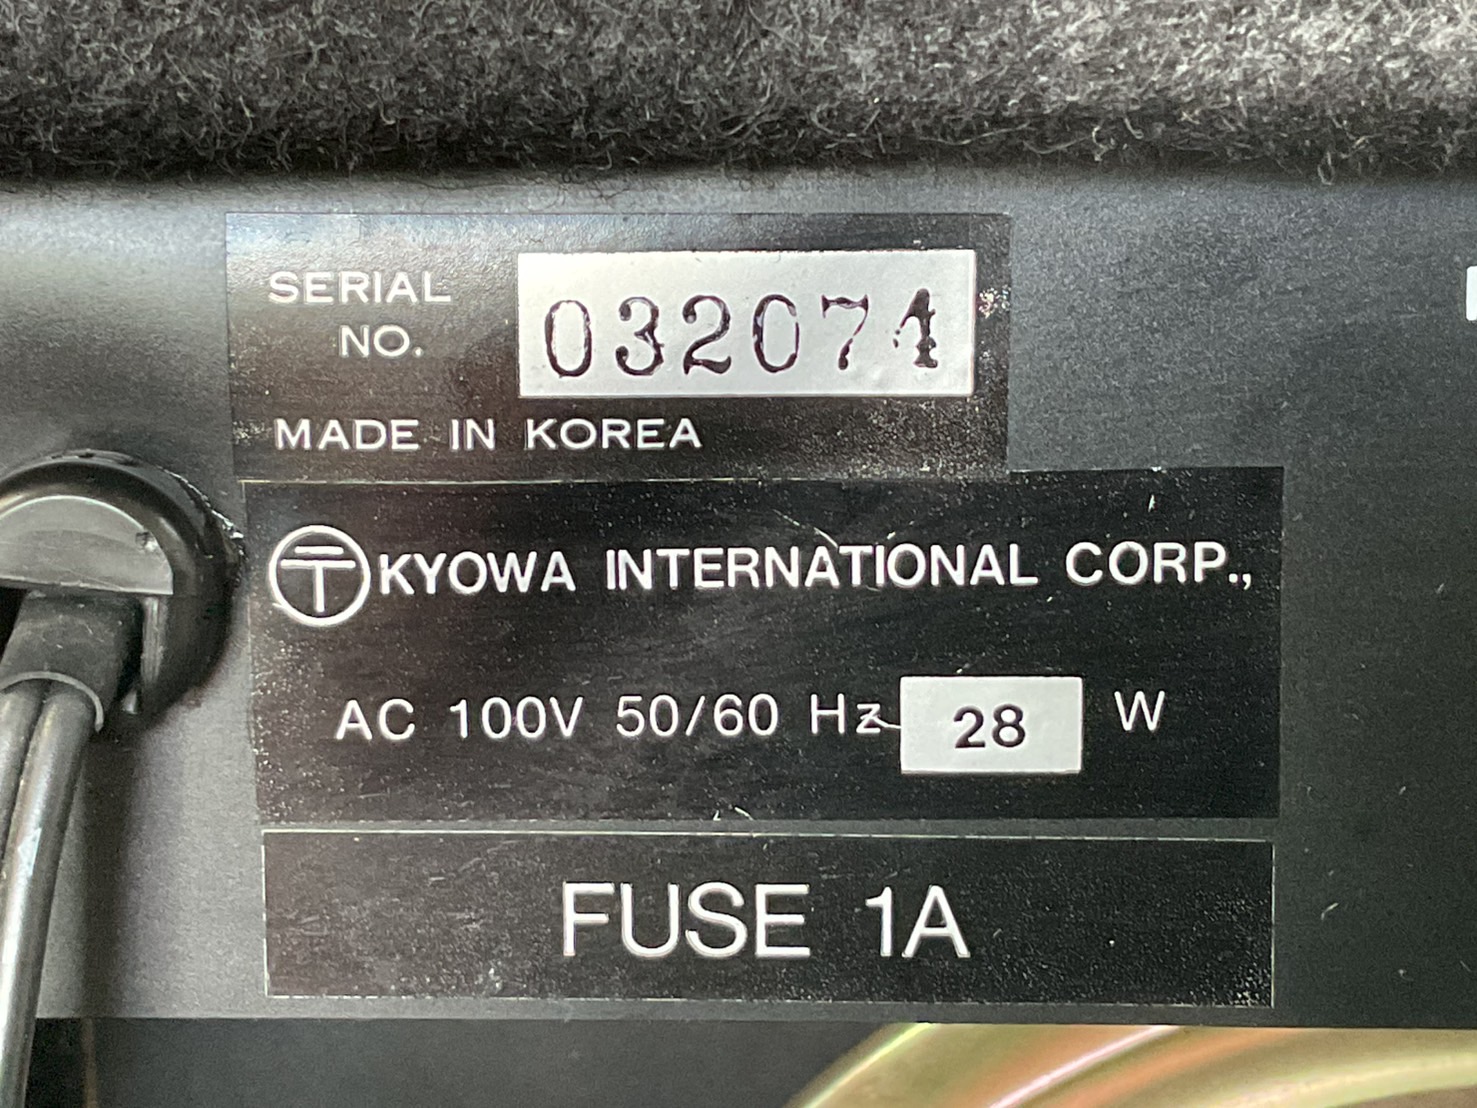 SERIAL
NO. 032074
MADE IN KOREA
KYOWA INTERNATIONAL CORP.,
AC 100V 50/60 Hz 28 W
FUSE 1A